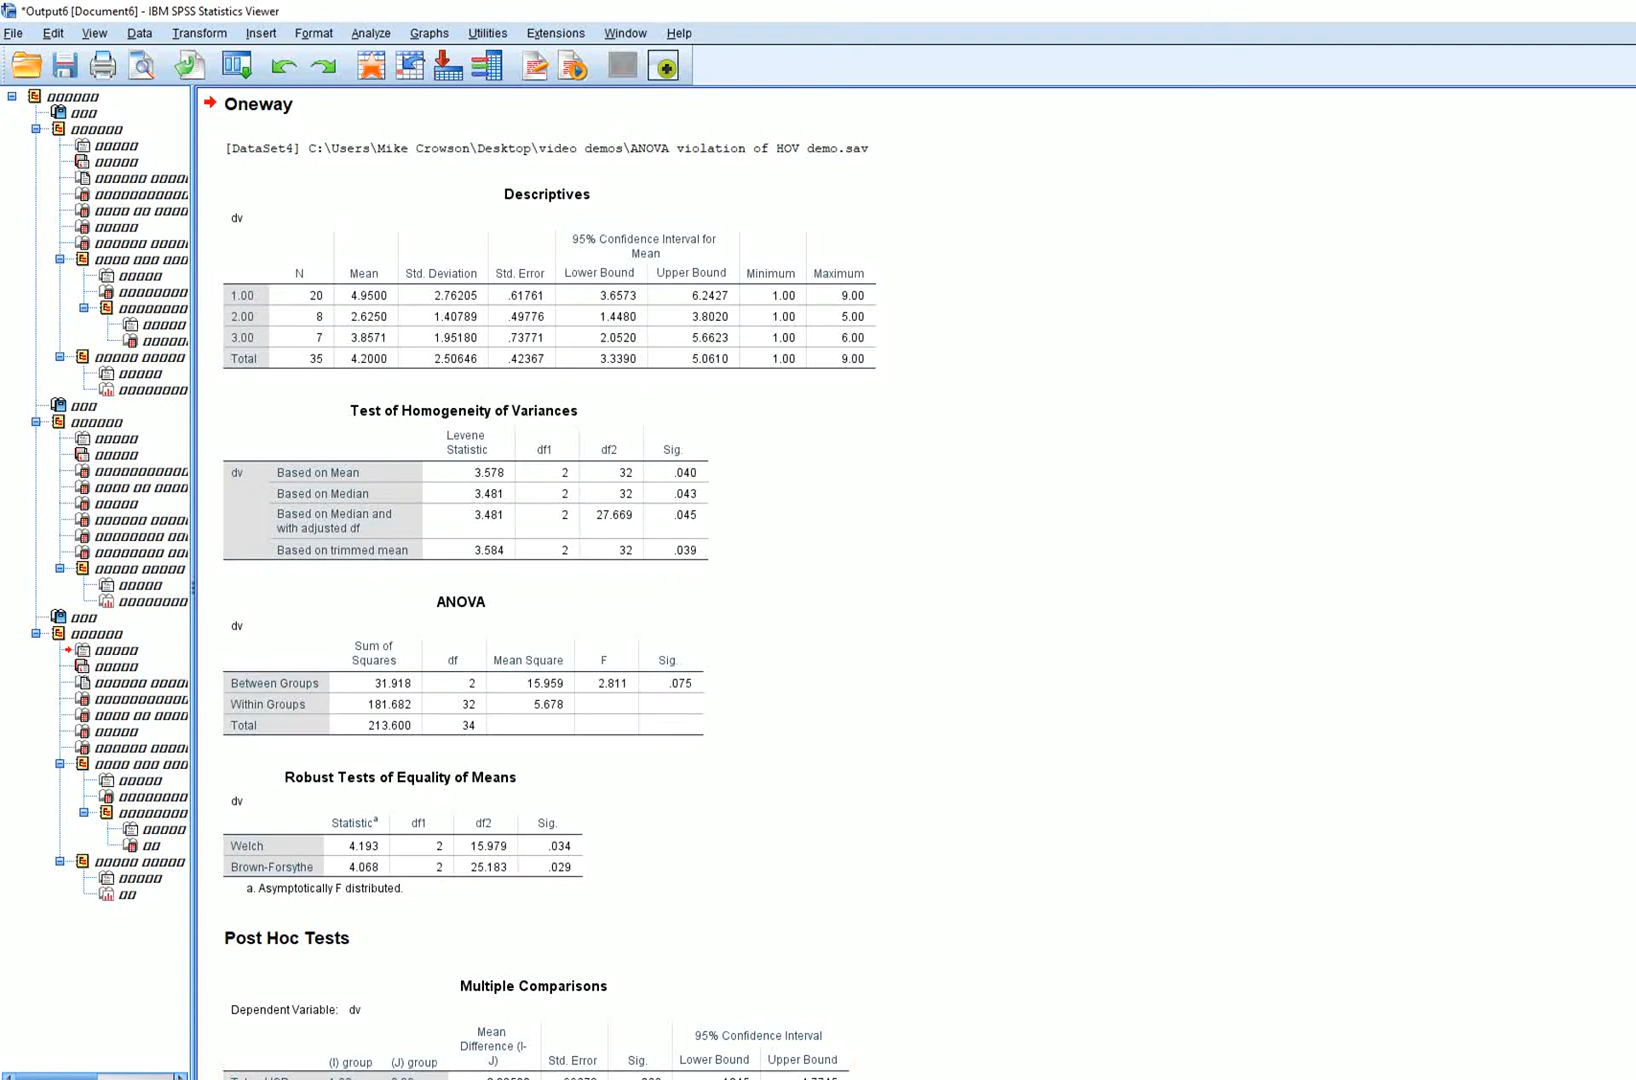 *Output6 [Document6] - IBM SPSS Statistics Viewer
File Edit View Data Transform Insert Format Analyze Graphs Utilities Extensions Window Help
Oneway
[DataSet4] C:\Users\Mike Crowson\Desktop\video demos\ANOVA violation of HOV demo.sav
Descriptives
dv
95% Confidence Interval for
Mean
N Mean Std. Deviation Std. Error Lower Bound Upper Bound Minimum Maximum
1.00 20 4.9500 2.76205 .61761 3.6573 6.2427 1.00 9.00
2.00 8 2.6250 1.40789 .49776 1.4480 3.8020 1.00 5.00
3.00 7 3.8571 1.95180 .73771 2.0520 5.6623 1.00 6.00
Total 35 4.2000 2.50646 .42367 3.3390 5.0610 1.00 9.00
Test of Homogeneity of Variances
Levene
Statistic df1 df2 Sig.
dv Based on Mean 3.578 2 32 .040
Based on Median 3.481 2 32 .043
Based on Median and 3.481 2 27.669 .045
with adjusted df
Based on trimmed mean 3.584 2 32 .039
ANOVA
dv
Sum of
Squares df Mean Square F Sig.
Between Groups 31.918 2 15.959 2.811 .075
Within Groups 181.682 32 5.678
Total 213.600 34
Robust Tests of Equality of Means
dv
Statistica df1 df2 Sig.
Welch 4.193 2 15.979 .034
Brown-Forsythe 4.068 2 25.183 .029
a. Asymptotically F distributed.
Post Hoc Tests
Multiple Comparisons
Dependent Variable: dv
Mean
Difference (I-
J)
95% Confidence Interval
(I) group (J) group Std. Error Sig. Lower Bound Upper Bound